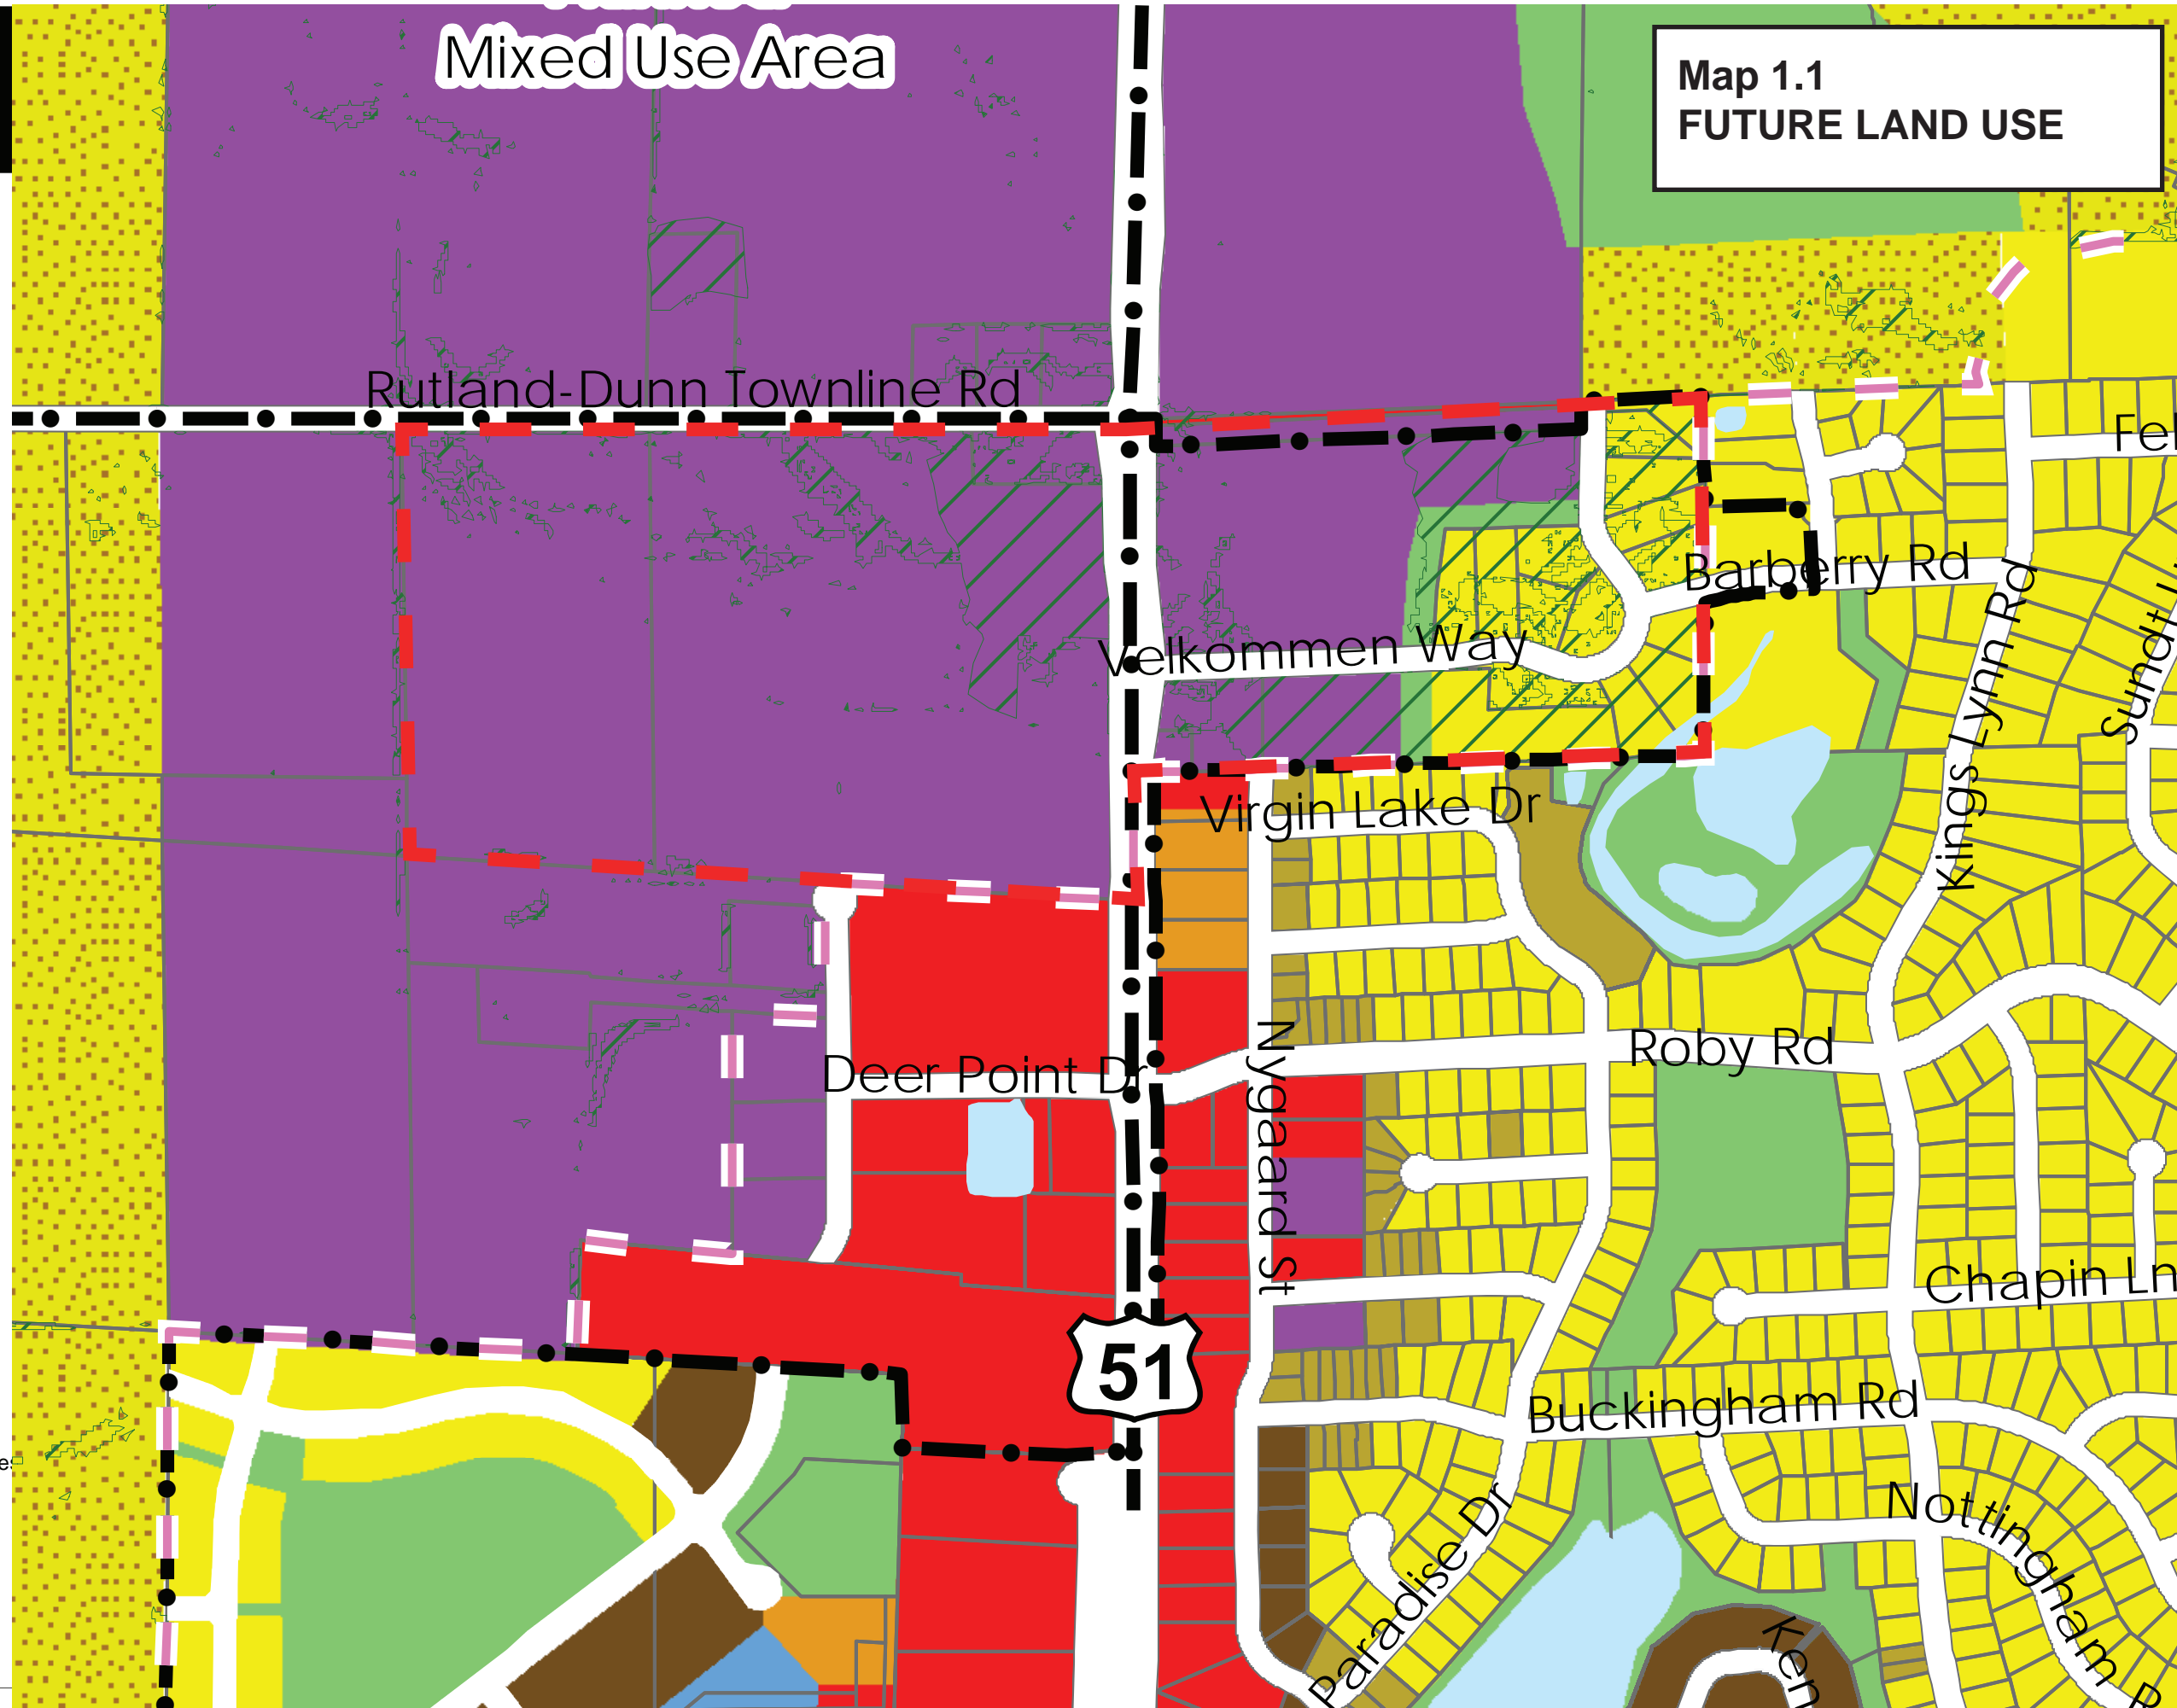 Mixed Use Area
Map 1.1
FUTURE LAND USE
Rutland-Dunn Townline Rd
Barberry Rd
Velkommen Way
Kings Lynn Rd
Virgin Lake Dr
Nygaard St
Roby Rd
Deer Point Dr
Chapin Ln
51
Buckingham Rd
Nottingham
Paradise Dr